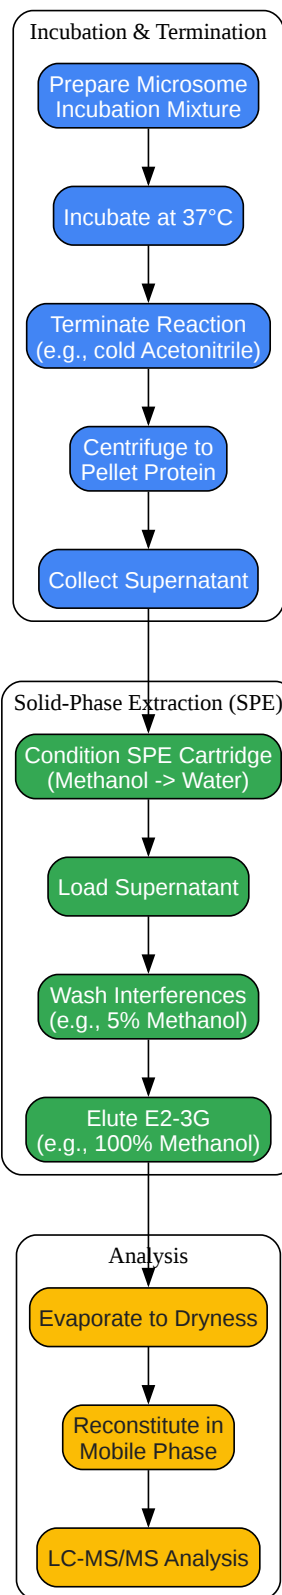 Incubation & Termination
Prepare Microsome
Incubation Mixture
Incubate at 37°C
Terminate Reaction
(e.g., cold Acetonitrile)
Centrifuge to
Pellet Protein
Collect Supernatant
Solid-Phase Extraction (SPE)
Condition SPE Cartridge
(Methanol -> Water)
Load Supernatant
Wash Interferences
(e.g., 5% Methanol)
Elute E2-3G
(e.g., 100% Methanol)
Analysis
Evaporate to Dryness
Reconstitute in
Mobile Phase
LC-MS/MS Analysis